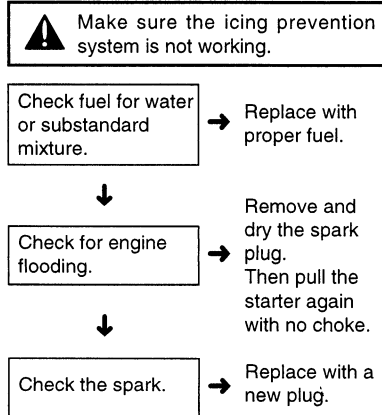 Make sure the icing prevention
system is not working.
Check fuel for water
or substandard
mixture.
Replace with
proper fuel.
Check for engine
flooding.
Remove and
dry the spark
plug.
Then pull the
starter again
with no choke.
Check the spark.
Replace with a
new plug.